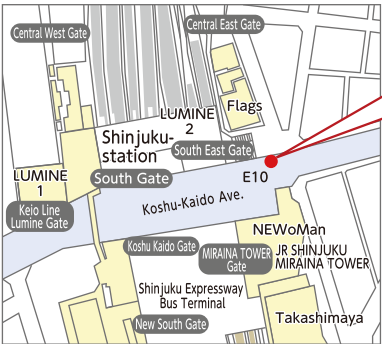 Central West Gate
Central East Gate
LUMINE
2
Flags
Shinjuku-
station
South East Gate
LUMINE
1
South Gate
E10
Keio Line
Lumine Gate
Koshu-Kaido Ave.
NEWoMan
Koshu Kaido Gate
MIRAINA TOWER
Gate
JR SHINJUKU
MIRAINA TOWER
Shinjuku Expressway
Bus Terminal
New South Gate
Takashimaya